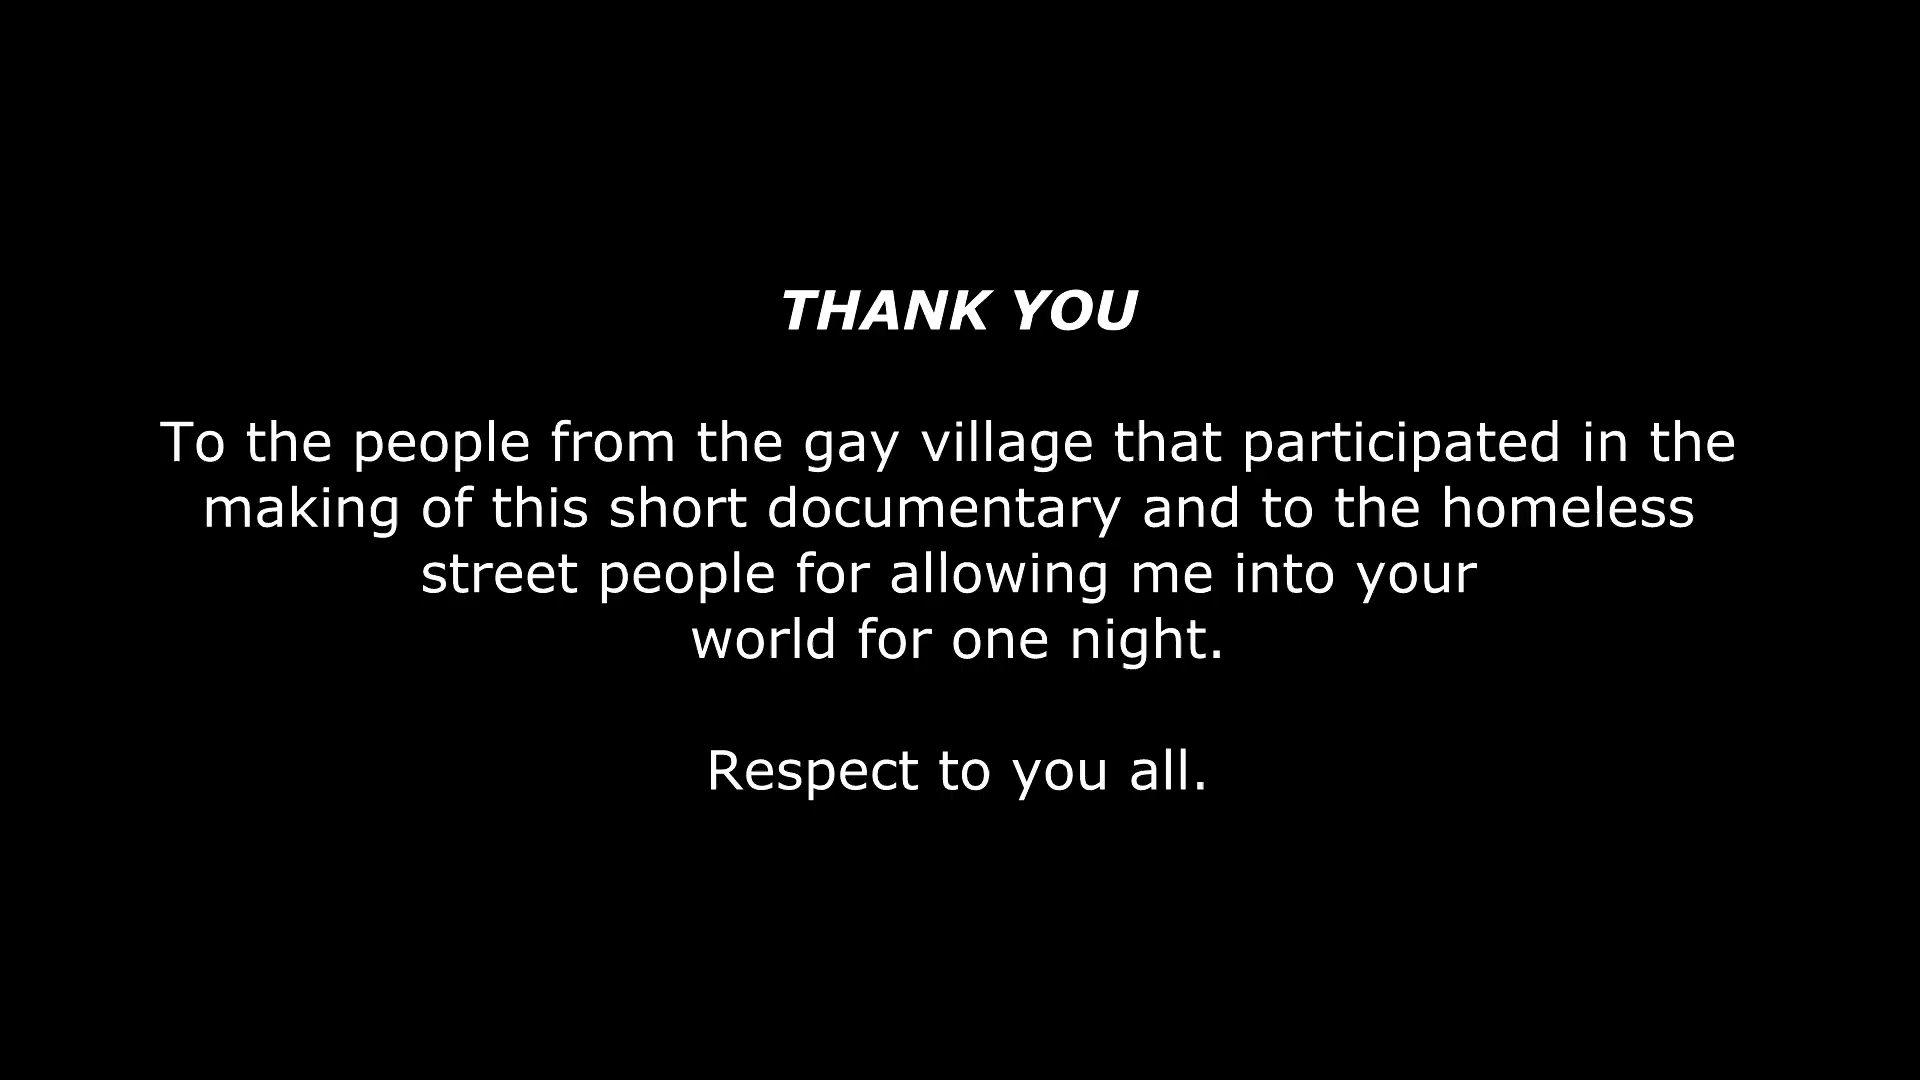 THANK YOU
To the people from the gay village that participated in the
making of this short documentary and to the homeless
street people for allowing me into your
world for one night.
Respect to you all.